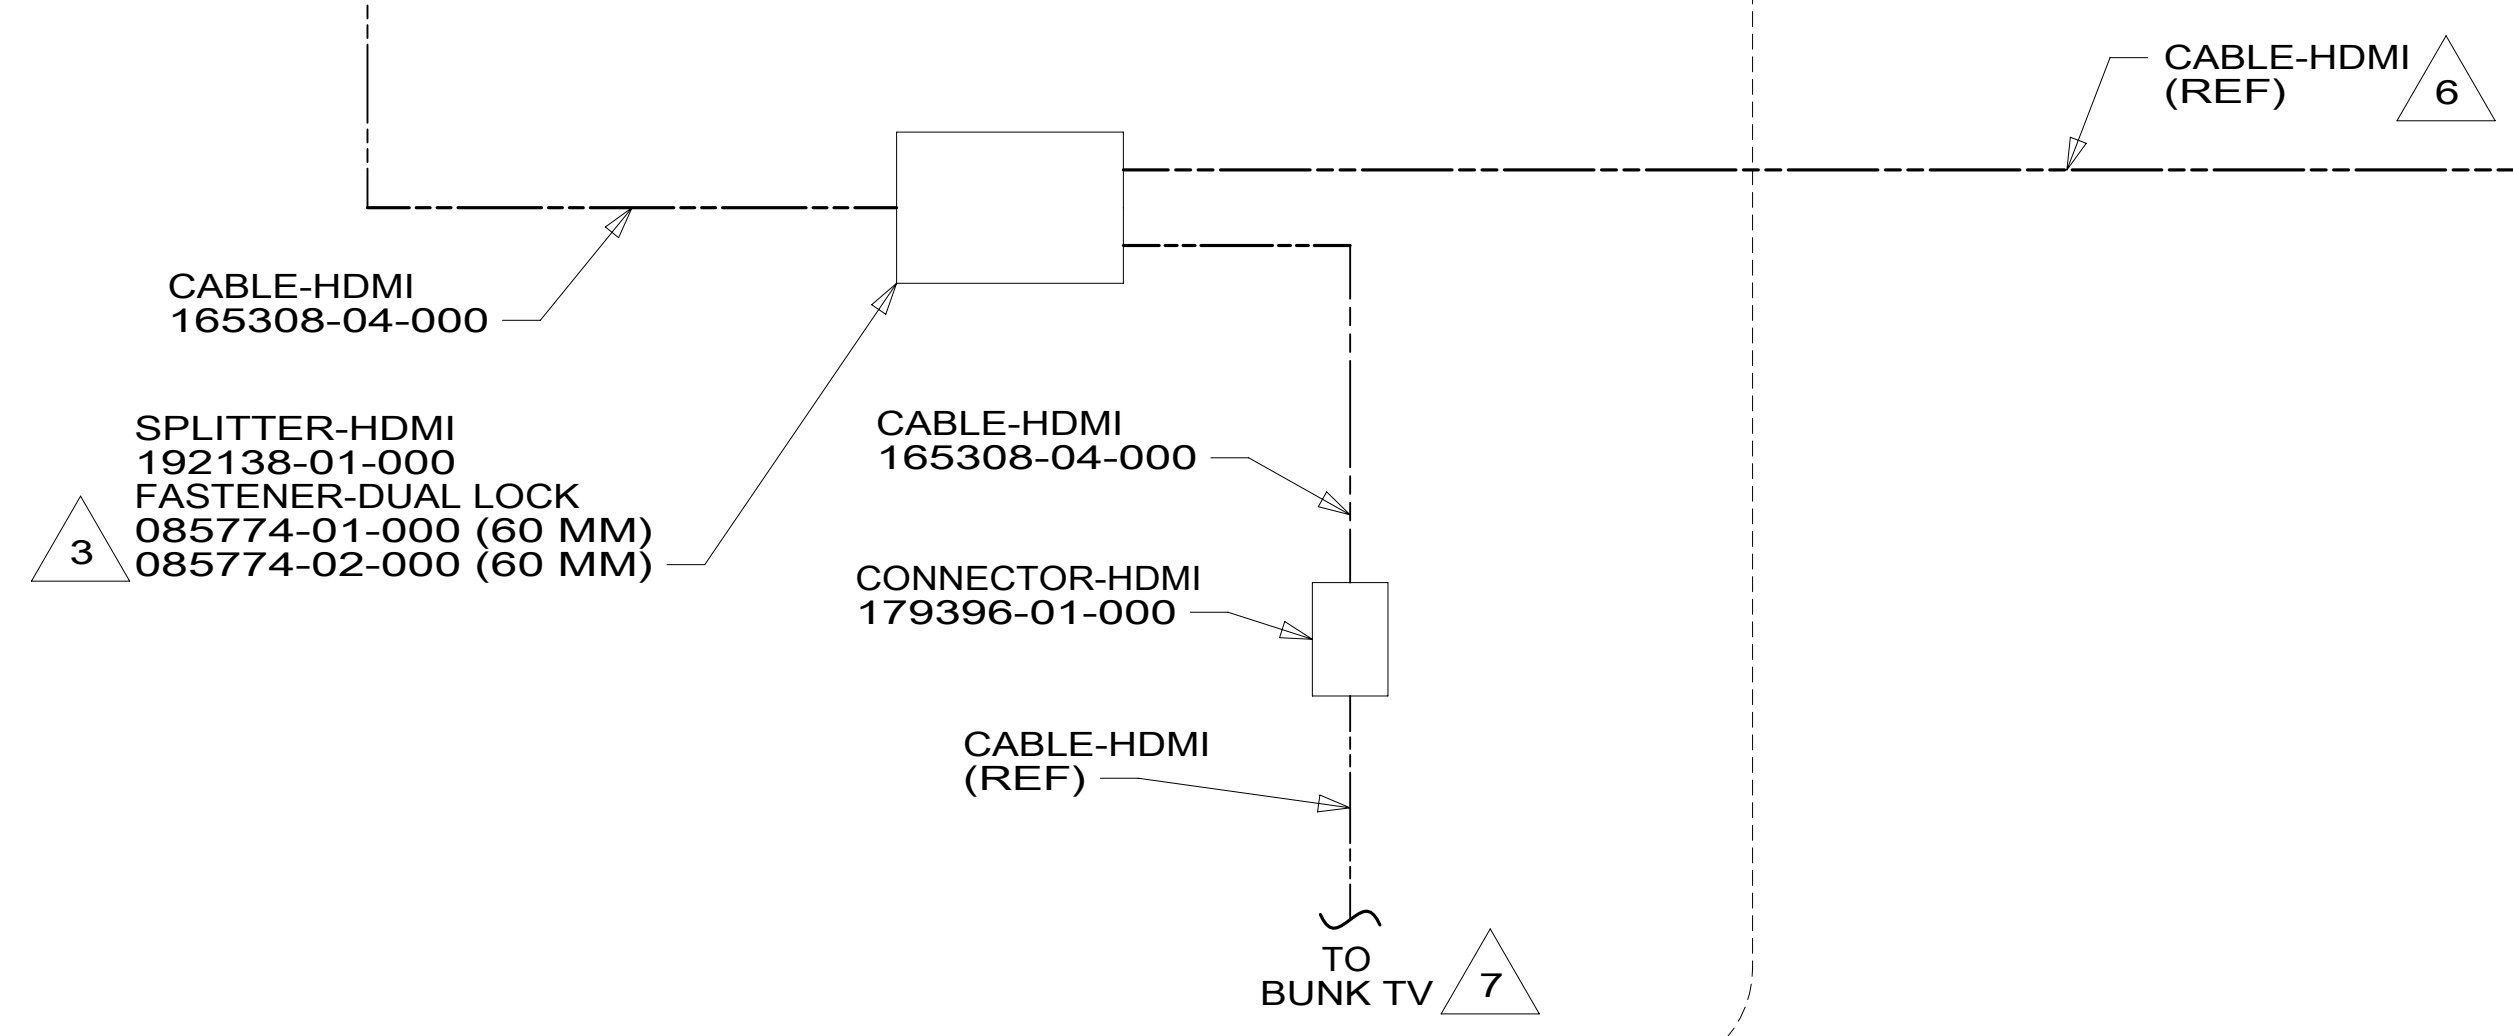 CABLE-HDMI
(REF)
6
CABLE-HDMI
165308-04-000
SPLITTER-HDMI
192138-01-000
FASTENER-DUAL LOCK
085774-01-000 (60 MM)
085774-02-000 (60 MM)
3
CABLE-HDMI
165308-04-000
CONNECTOR-HDMI
179396-01-000
CABLE-HDMI
(REF)
TO
BUNK TV
7